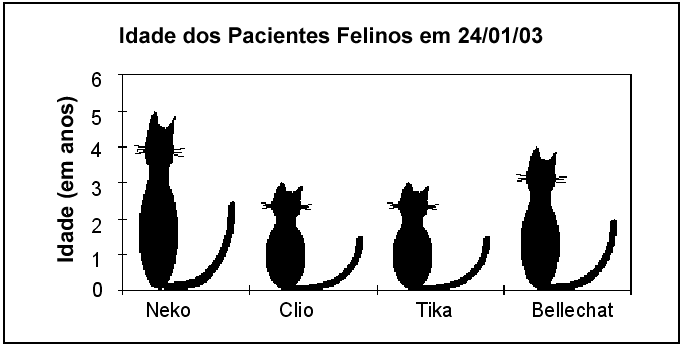 Idade dos Pacientes Felinos em 24/01/03
Idade (em anos)
6
5
4
3
2
1
0
Neko Clio Tika Bellechat